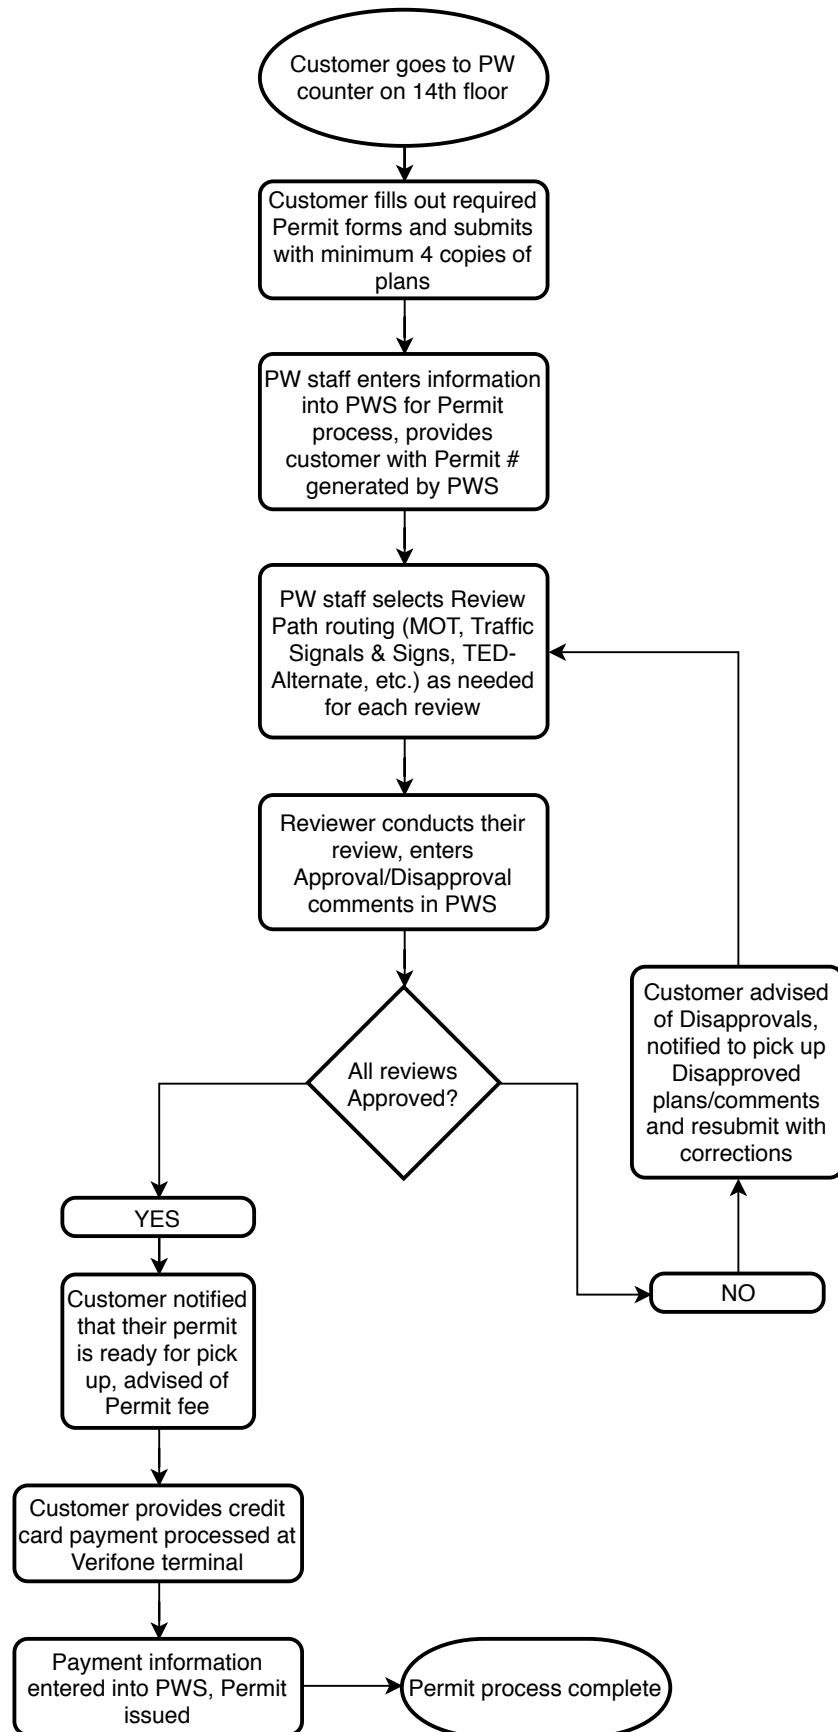 Customer goes to PW
counter on 14th floor
Customer fills out required
Permit forms and submits
with minimum 4 copies of
plans
PW staff enters information
into PWS for Permit
process, provides
customer with Permit #
generated by PWS
PW staff selects Review
Path routing (MOT, Traffic
Signals & Signs, TED-
Alternate, etc.) as needed
for each review
Reviewer conducts their
review, enters
Approval/Disapproval
comments in PWS
All reviews
Approved?
Customer advised
of Disapprovals,
notified to pick up
Disapproved
plans/comments
and resubmit with
corrections
YES
NO
Customer notified
that their permit
is ready for pick
up, advised of
Permit fee
Customer provides credit
card payment processed at
Verifone terminal
Payment information
entered into PWS, Permit
issued
Permit process complete